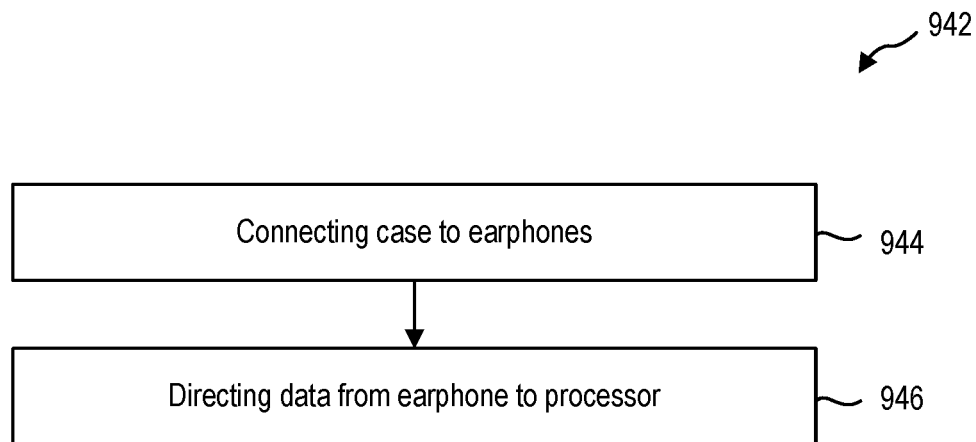 942
Connecting case to earphones
944
Directing data from earphone to processor
946